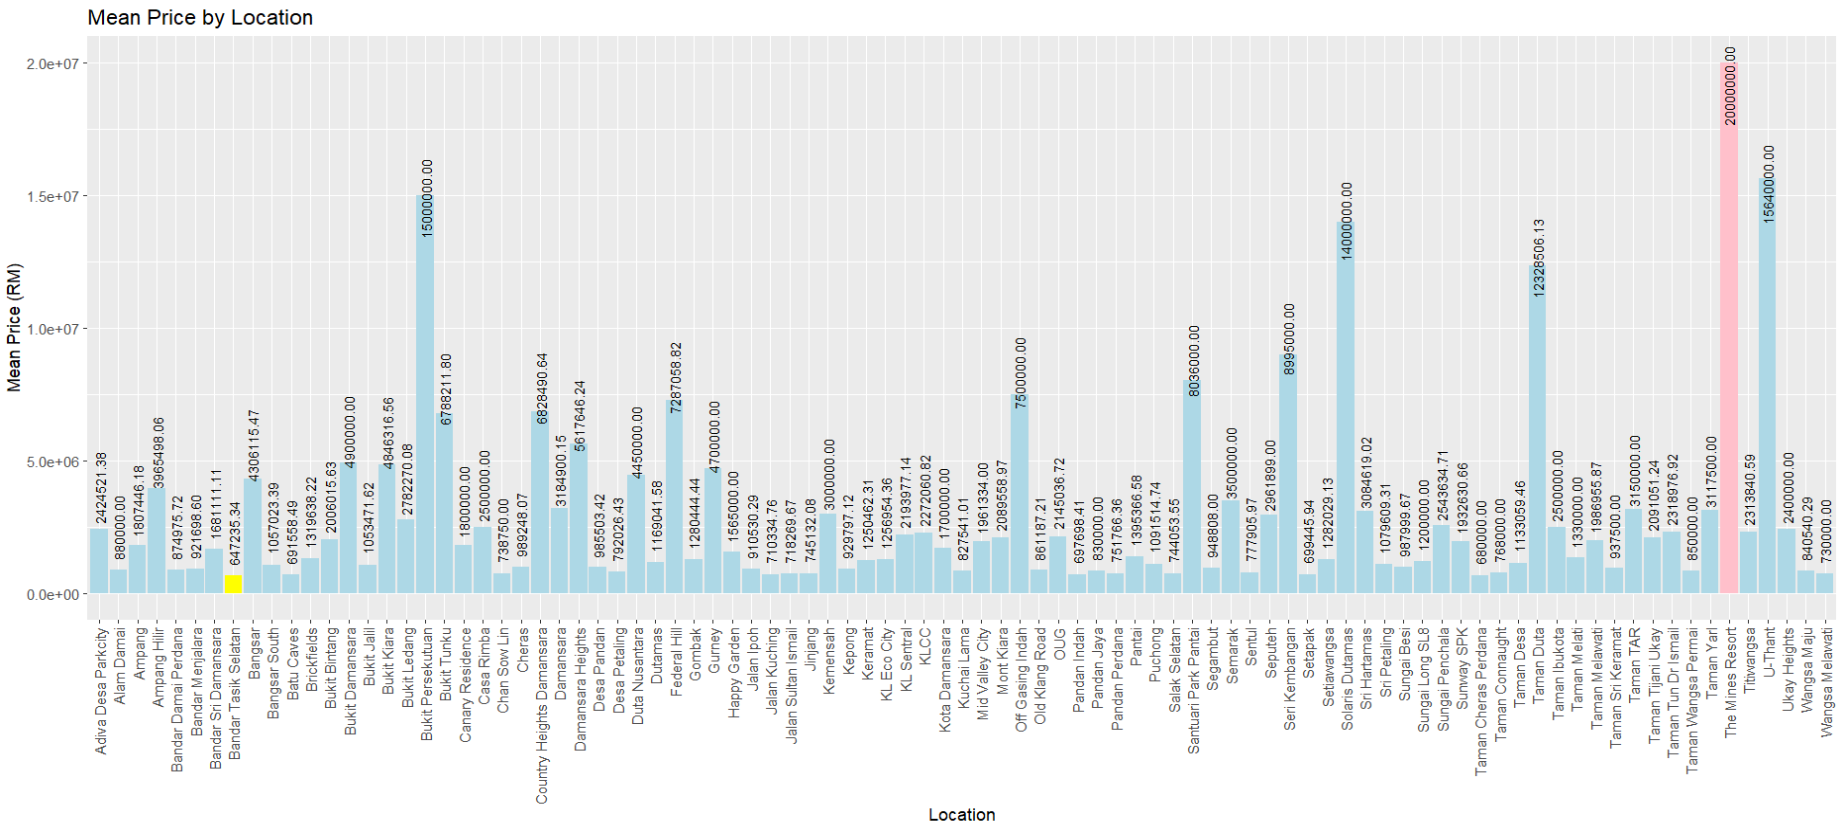 Mean Price by Location
Mean Price (RM)
2.0e+07
1.5e+07
1.0e+07
5.0e+06
0.0e+00
2424521.38
880000.00
1807446.18
3965498.06
874975.72
921698.60
1681111.11
647235.34
4306115.47
1057023.39
691558.49
1319638.22
2006015.63
4900000.00
1053471.62
4846316.56
2782270.08
15000000.00
6788211.80
1800000.00
2500000.00
738750.00
989248.07
6828490.64
3184900.15
5617646.24
985503.42
792026.43
4450000.00
1169041.58
7287058.82
1280444.44
4700000.00
1565000.00
910530.29
710334.76
718269.67
745132.08
3000000.00
929797.12
1250462.31
1256954.36
2193977.14
2272060.82
1700000.00
827541.01
1961334.00
2089558.97
7500000.00
861187.21
2145036.72
697698.41
830000.00
751766.36
1395366.58
1091514.74
744053.55
8036000.00
948808.00
3500000.00
777905.97
2961899.00
8995000.00
699445.94
1282029.13
14000000.00
3084619.02
1079609.31
987999.67
1200000.00
2543634.71
1932630.66
680000.00
768000.00
1133059.46
12328506.13
2500000.00
1330000.00
1986955.87
937500.00
3150000.00
2091051.24
2318976.92
850000.00
3117500.00
20000000.00
2313840.59
15640000.00
2400000.00
840540.29
730000.00
Adiva Desa Parkcity
Alam Damai
Ampang
Ampang Hilir
Bandar Damai Perdana
Bandar Menjalara
Bandar Sri Damansara
Bandar Tasik Selatan
Bangsar
Bangsar South
Batu Caves
Brickfields
Bukit Bintang
Bukit Damansara
Bukit Jalil
Bukit Kiara
Bukit Ledang
Bukit Persekutuan
Bukit Tunku
Canary Residence
Casa Rimba
Chan Sow Lin
Cheras
Country Heights Damansara
Damansara
Damansara Heights
Desa Pandan
Desa Petaling
Duta Nusantara
Dutamas
Federal Hill
Gombak
Gurney
Happy Garden
Jalan Ipoh
Jalan Kuching
Jalan Sultan Ismail
Jinjang
Kemensah
Kepong
Keramat
KL Eco City
KL Sentral
KLCC
Kota Damansara
Kuchai Lama
Mid Valley City
Mont Kiara
Off Gasing Indah
Old Klang Road
OUG
Pandan Indah
Pandan Jaya
Pandan Perdana
Pantai
Puchong
Salak Selatan
Santuari Park Pantai
Segambut
Semarak
Sentul
Seputeh
Seri Kembangan
Setapak
Setiawangsa
Solaris Dutamas
Sri Hartamas
Sri Petaling
Sungai Besi
Sungai Long SL8
Sungai Penchala
Sunway SPK
Taman Cheras Perdana
Taman Connaught
Taman Desa
Taman Duta
Taman Ibukota
Taman Melati
Taman Melavati
Taman Sri Keramat
Taman TAR
Taman Tijani Ukay
Taman Tun Dr Ismail
Taman Wangsa Permai
Taman Yarl
The Mines Resort
Titiwangsa
U-Thant
Ukay Heights
Wangsa Maju
Wangsa Melavati
Location